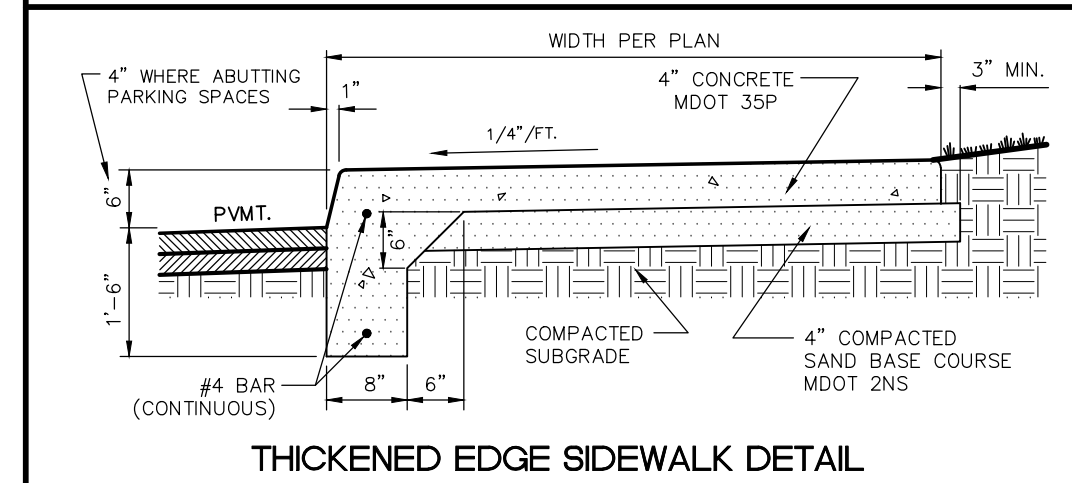 WIDTH PER PLAN
4" WHERE ABUTTING
PARKING SPACES
1"
4" CONCRETE
MDOT 35P
3" MIN.
1/4"/FT.
6"
PVMT.
6"
1'-6"
COMPACTED
SUBGRADE
4" COMPACTED
SAND BASE COURSE
MDOT 2NS
#4 BAR
(CONTINUOUS)
8"
6"
THICKENED EDGE SIDEWALK DETAIL